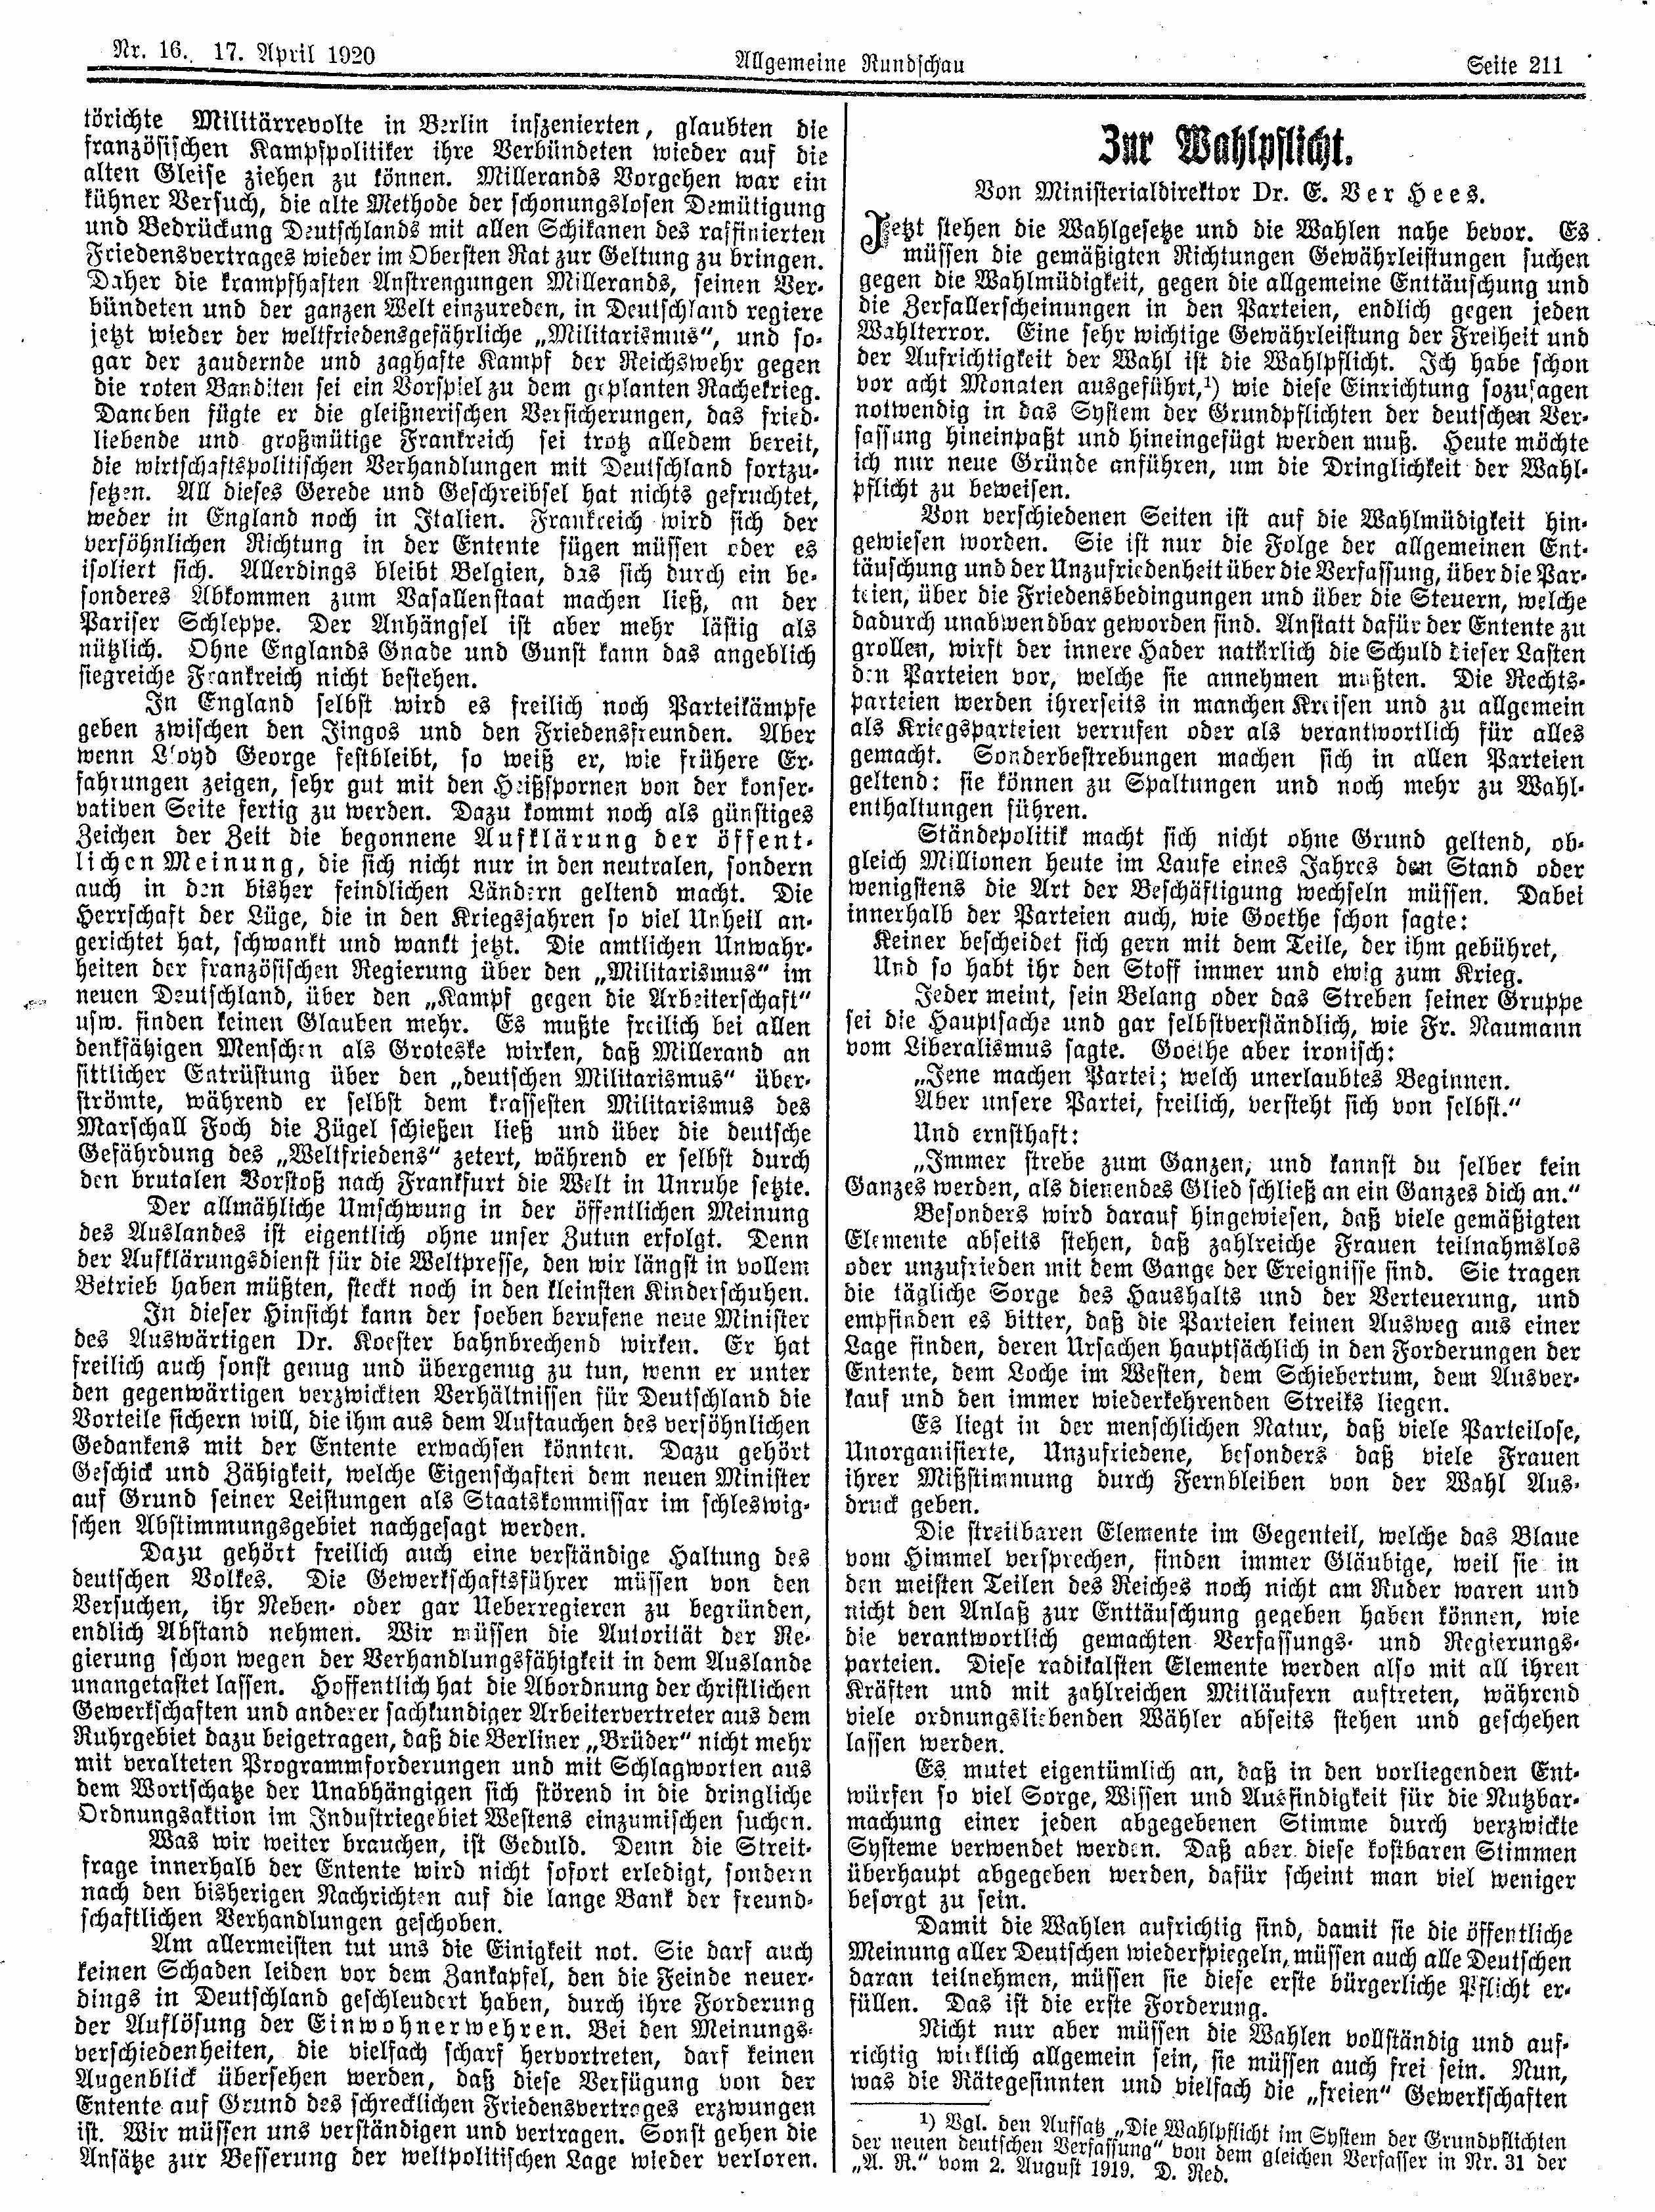 Nr. 16. 17. April 1920
Allgemeine Rundschau
Seite 211
törichte Militärrevolte in Berlin inszenierten, glaubten die
französischen Kampfpolitiker ihre Verbündeten wieder auf die
alten Gleise ziehen zu können. Millerands Vorgehen war ein
kühner Versuch, die alte Methode der schonungslosen Demütigung
und Bedrückung Deutschlands mit allen Schikanen des raffinierten
Friedensvertrages wieder im Obersten Rat zur Geltung zu bringen.
Daher die krampfhaften Anstrengungen Millerands, seinen Ver-
bündeten und der ganzen Welt einzureden, in Deutschland regiere
jetzt wieder der weltfriedensgefährliche „Militarismus“, und so-
gar der zaudernde und zaghafte Kampf der Reichswehr gegen
die roten Banditen sei ein Vorspiel zu dem geplanten Rachekrieg.
Daneben fügte er die gleißnerischen Versicherungen, das fried-
liebende und großmütige Frankreich sei trotz alledem bereit,
die wirtschaftspolitischen Verhandlungen mit Deutschland fortzu-
setzen. All dieses Gerede und Geschreibsel hat nichts gefruchtet,
weder in England noch in Italien. Frankreich wird sich der
versöhnlichen Richtung in der Entente fügen müssen oder es
isoliert sich. Allerdings bleibt Belgien, das sich durch ein be-
sonderes Abkommen zum Vasallenstaat machen ließ, an der
Pariser Schleppe. Der Anhängsel ist aber mehr lästig als
nützlich. Ohne Englands Gnade und Gunst kann das angeblich
siegreiche Frankreich nicht bestehen.
In England selbst wird es freilich noch Parteikämpfe
geben zwischen den Jingos und den Friedensfreunden. Aber
wenn Lloyd George festbleibt, so weiß er, wie frühere Er-
fahrungen zeigen, sehr gut mit den Heißspornen von der konser-
vativen Seite fertig zu werden. Dazu kommt noch als günstiges
Zeichen der Zeit die begonnene Aufklärung der öffent-
lichen Meinung, die sich nicht nur in den neutralen, sondern
auch in den bisher feindlichen Ländern geltend macht. Die
Herrschaft der Lüge, die in den Kriegsjahren so viel Unheil an-
gerichtet hat, schwankt und wankt jetzt. Die amtlichen Unwahr-
heiten der französischen Regierung über den „Militarismus“ im
neuen Deutschland, über den „Kampf gegen die Arbeiterschaft“
usw. finden keinen Glauben mehr. Es mußte freilich bei allen
denkfähigen Menschen als Groteske wirken, daß Millerand an
sittlicher Entrüstung über den „deutschen Militarismus“ über-
strömte, während er selbst dem krassesten Militarismus des
Marschall Foch die Zügel schießen ließ und über die deutsche
Gefährdung des „Weltfriedens“ zetert, während er selbst durch
den brutalen Vorstoß nach Frankfurt die Welt in Unruhe setzte.
Der allmähliche Umschwung in der öffentlichen Meinung
des Auslandes ist eigentlich ohne unser Zutun erfolgt. Denn
der Aufklärungsdienst für die Weltpresse, den wir längst in vollem
Betrieb haben müßten, steckt noch in den kleinsten Kinderschuhen.
In dieser Hinsicht kann der soeben berufene neue Minister
des Auswärtigen Dr. Koester bahnbrechend wirken. Er hat
freilich auch sonst genug und übergenug zu tun, wenn er unter
den gegenwärtigen verzwickten Verhältnissen für Deutschland die
Vorteile sichern will, die ihm aus dem Auftauchen des versöhnlichen
Gedankens mit der Entente erwachsen könnten. Dazu gehört
Geschick und Zähigkeit, welche Eigenschaften dem neuen Minister
auf Grund seiner Leistungen als Staatskommissar im schleswig-
schen Abstimmungsgebiet nachgesagt werden.
Dazu gehört freilich auch eine verständige Haltung des
deutschen Volkes. Die Gewerkschaftsführer müssen von den
Versuchen, ihr Neben- oder gar Ueberregieren zu begründen,
endlich Abstand nehmen. Wir müssen die Autorität der Re-
gierung schon wegen der Verhandlungsfähigkeit in dem Auslande
unangetastet lassen. Hoffentlich hat die Abordnung der christlichen
Gewerkschaften und anderer sachkundiger Arbeitervertreter aus dem
Ruhrgebiet dazu beigetragen, daß die Berliner „Brüder“ nicht mehr
mit veralteten Programmforderungen und mit Schlagworten aus
dem Wortschatze der Unabhängigen sich störend in die dringliche
Ordnungsaktion im Industriegebiet Westens einzumischen suchen.
Was wir weiter brauchen, ist Geduld. Denn die Streit-
frage innerhalb der Entente wird nicht sofort erledigt, sondern
nach den bisherigen Nachrichten auf die lange Bank der freund-
schaftlichen Verhandlungen geschoben.
Am allermeisten tut uns die Einigkeit not. Sie darf auch
keinen Schaden leiden vor dem Zankapfel, den die Feinde neuer-
dings in Deutschland geschleudert haben, durch ihre Forderung
der Auflösung der Einwohnerwehren. Bei den Meinungs-
verschiedenheiten, die vielfach scharf hervortreten, darf keinen
Augenblick übersehen werden, daß diese Verfügung von der
Entente auf Grund des schrecklichen Friedensvertrages erzwungen
ist. Wir müssen uns verständigen und vertragen. Sonst gehen die
Ansätze zur Besserung der weltpolitischen Lage wieder verloren.
Zur Wahlpflicht.
Von Ministerialdirektor Dr. E. Ver Hees.
Jetzt stehen die Wahlgesetze und die Wahlen nahe bevor. Es
müssen die gemäßigten Richtungen Gewährleistungen suchen
gegen die Wahlmüdigkeit, gegen die allgemeine Enttäuschung und
die Zerfallerscheinungen in den Parteien, endlich gegen jeden
Wahlterror. Eine sehr wichtige Gewährleistung der Freiheit und
der Aufrichtigkeit der Wahl ist die Wahlpflicht. Ich habe schon
vor acht Monaten ausgeführt,¹) wie diese Einrichtung sozusagen
notwendig in das System der Grundpflichten der deutschen Ver-
fassung hineinpaßt und hineingefügt werden muß. Heute möchte
ich nur neue Gründe anführen, um die Dringlichkeit der Wahl-
pflicht zu beweisen.
Von verschiedenen Seiten ist auf die Wahlmüdigkeit hin-
gewiesen worden. Sie ist nur die Folge der allgemeinen Ent-
täuschung und der Unzufriedenheit über die Verfassung, über die Par-
teien, über die Friedensbedingungen und über die Steuern, welche
dadurch unabwendbar geworden sind. Anstatt dafür der Entente zu
grollen, wirft der innere Hader natürlich die Schuld dieser Lasten
den Parteien vor, welche sie annehmen mußten. Die Rechts-
parteien werden ihrerseits in manchen Kreisen und zu allgemein
als Kriegsparteien verrufen oder als verantwortlich für alles
gemacht. Sonderbestrebungen machen sich in allen Parteien
geltend: sie können zu Spaltungen und noch mehr zu Wahl-
enthaltungen führen.
Ständepolitik macht sich nicht ohne Grund geltend, ob-
gleich Millionen heute im Laufe eines Jahres den Stand oder
wenigstens die Art der Beschäftigung wechseln müssen. Dabei
innerhalb der Parteien auch, wie Goethe schon sagte:
Keiner bescheidet sich gern mit dem Teile, der ihm gebühret,
Und so habt ihr den Stoff immer und ewig zum Krieg.
Jeder meint, sein Belang oder das Streben seiner Gruppe
sei die Hauptsache und gar selbstverständlich, wie Fr. Naumann
vom Liberalismus sagte. Goethe aber ironisch:
„Jene machen Partei; welch unerlaubtes Beginnen.
Aber unsere Partei, freilich, versteht sich von selbst.“
Und ernsthaft:
„Immer strebe zum Ganzen, und kannst du selber kein
Ganzes werden, als dienendes Glied schließ an ein Ganzes dich an.“
Besonders wird darauf hingewiesen, daß viele gemäßigten
Elemente abseits stehen, daß zahlreiche Frauen teilnahmslos
oder unzufrieden mit dem Gange der Ereignisse sind. Sie tragen
die tägliche Sorge des Haushalts und der Verteuerung, und
empfinden es bitter, daß die Parteien keinen Ausweg aus einer
Lage finden, deren Ursachen hauptsächlich in den Forderungen der
Entente, dem Loche im Westen, dem Schiebertum, dem Ausver-
kauf und den immer wiederkehrenden Streiks liegen.
Es liegt in der menschlichen Natur, daß viele Parteilose,
Unorganisierte, Unzufriedene, besonders daß viele Frauen
ihrer Mißstimmung durch Fernbleiben von der Wahl Aus-
druck geben.
Die streitbaren Elemente im Gegenteil, welche das Blaue
vom Himmel versprechen, finden immer Gläubige, weil sie in
den meisten Teilen des Reiches noch nicht am Ruder waren und
nicht den Anlaß zur Enttäuschung gegeben haben können, wie
die verantwortlich gemachten Verfassungs- und Regierungs-
parteien. Diese radikalsten Elemente werden also mit all ihren
Kräften und mit zahlreichen Mitläufern auftreten, während
viele ordnungsliebenden Wähler abseits stehen und geschehen
lassen werden.
Es mutet eigentümlich an, daß in den vorliegenden Ent-
würfen so viel Sorge, Wissen und Ausfindigkeit für die Nutzbar-
machung einer jeden abgegebenen Stimme durch verzwickte
Systeme verwendet werden. Daß aber diese kostbaren Stimmen
überhaupt abgegeben werden, dafür scheint man viel weniger
besorgt zu sein.
Damit die Wahlen aufrichtig sind, damit sie die öffentliche
Meinung aller Deutschen wiederspiegeln, müssen auch alle Deutschen
daran teilnehmen, müssen sie diese erste bürgerliche Pflicht er-
füllen. Das ist die erste Forderung.
Nicht nur aber müssen die Wahlen vollständig und auf-
richtig wirklich allgemein sein, sie müssen auch frei sein. Nun,
was die Rätegesinnten und vielfach die „freien“ Gewerkschaften
¹) Vgl. den Aufsatz „Die Wahlpflicht im System der Grundpflichten
der neuen deutschen Verfassung“ von dem gleichen Verfasser in Nr. 31 der
„A. R.“ vom 2. August 1919. D. Red.